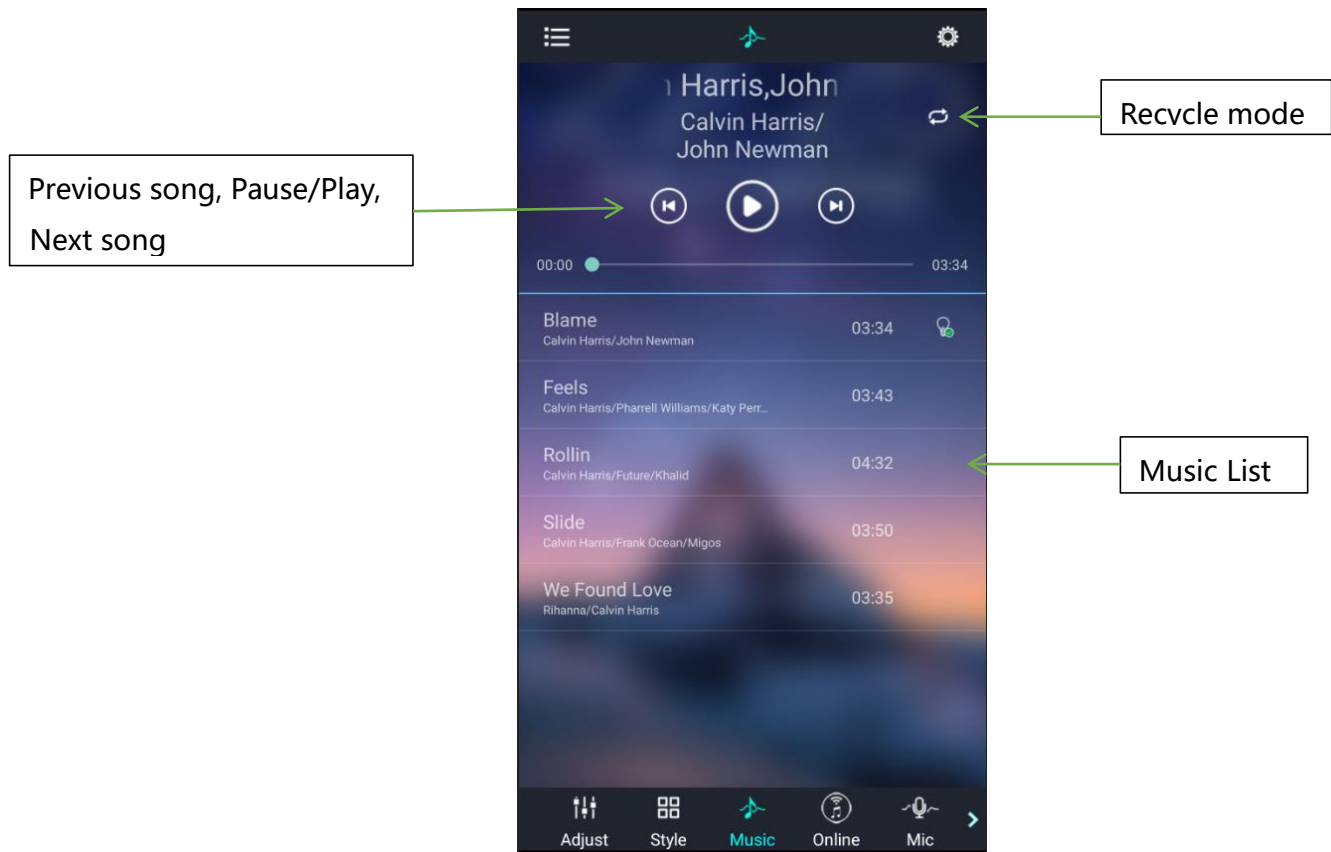 Harris,John
Calvin Harris/
John Newman
Recycle mode
Previous song, Pause/Play,
Next song
00:00
03:34
Blame
03:34
Calvin Harris/John Newman
Feels
03:43
Calvin Harris/Pharrell Williams/Katy Perr...
Rollin
04:32
Calvin Harris/Future/Khalid
Music List
Slide
03:50
Calvin Harris/Frank Ocean/Migos
We Found Love
03:35
Rihanna/Calvin Harris
Adjust
Style
Music
Online
Mic